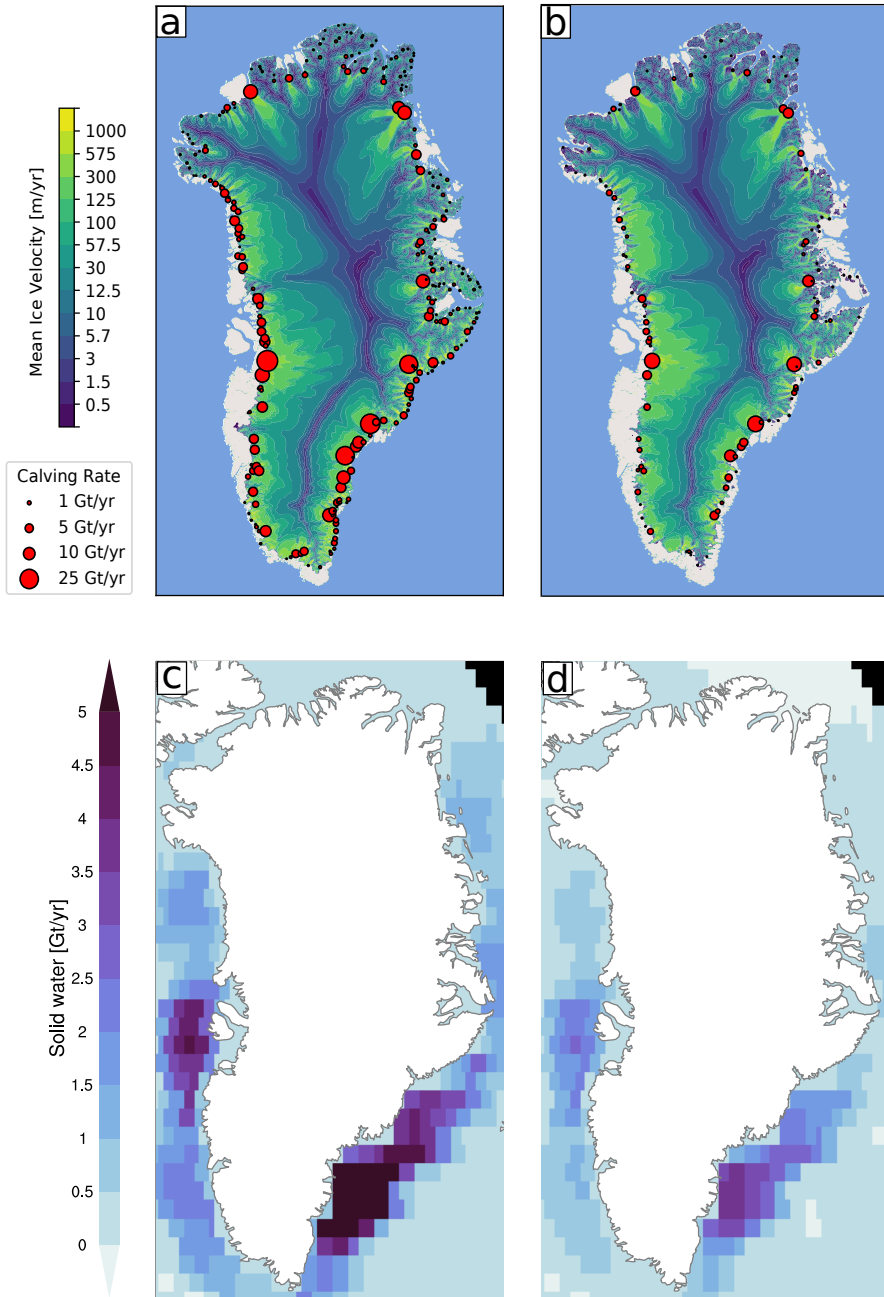 a
b
Mean Ice Velocity [m/yr]
1000
575
300
125
100
57.5
30
12.5
5.7
3
1.5
0.5
Calving Rate
1 Gt/yr
5 Gt/yr
10 Gt/yr
25 Gt/yr
c
d
Solid water [Gt/yr]
5
4.5
4
3.5
3
2.5
2
1.5
1
0.5
0